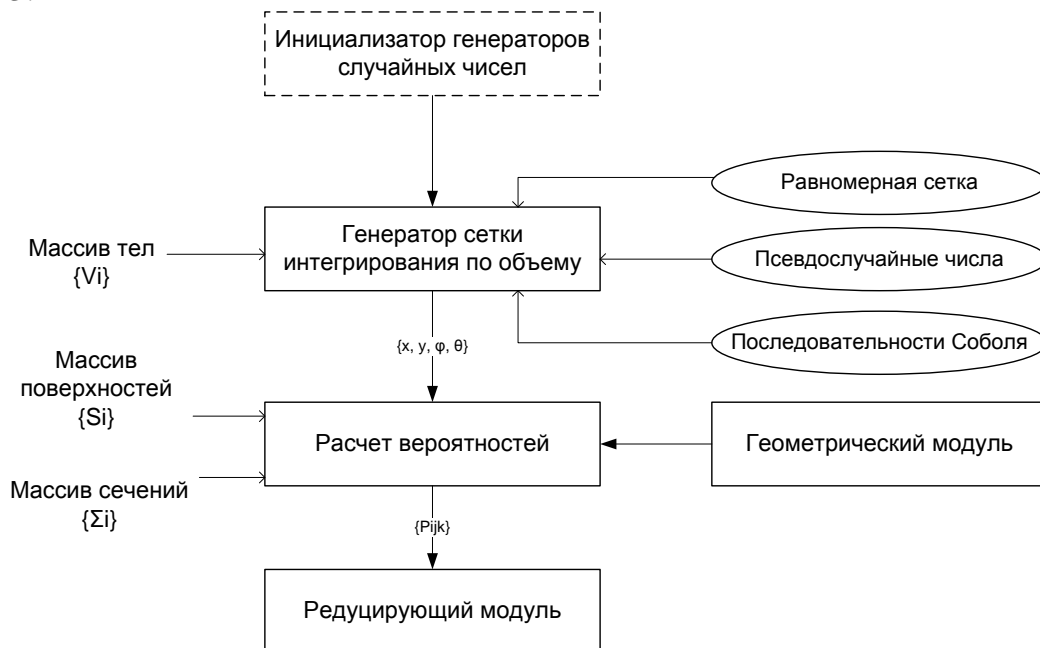 Инициализатор генераторов
случайных чисел
Равномерная сетка
Генератор сетки
интегрирования по объему
Массив тел
{Vi}
Псевдослучайные числа
Последовательности Соболя
{x, y, φ, θ}
Массив
поверхностей
{Si}
Расчет вероятностей
Геометрический модуль
Массив сечений
{Σi}
{Pijk}
Редуцирующий модуль